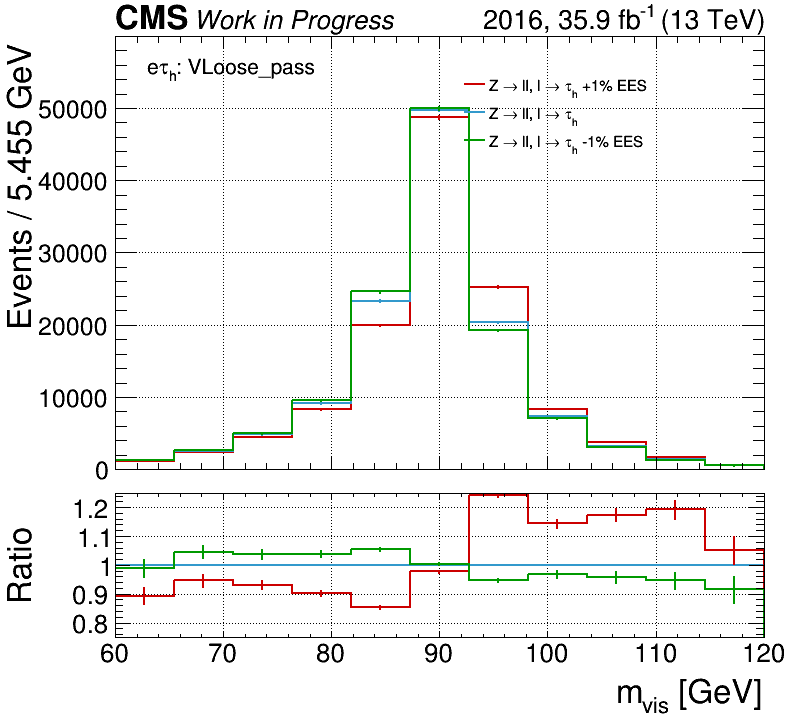 CMS Work in Progress 2016, 35.9 fb⁻¹ (13 TeV)
eτₕ: VLoose_pass
Z → ll, l → τₕ +1% EES
Z → ll, l → τₕ
Z → ll, l → τₕ -1% EES
Events / 5.455 GeV
50000
40000
30000
20000
10000
0
Ratio
1.2
1.1
1
0.9
0.8
60 70 80 90 100 110 120
m_vis [GeV]